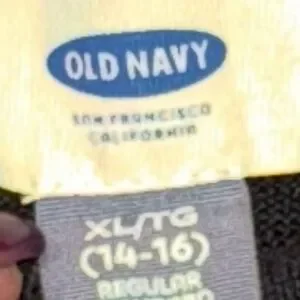 OLD NAVY
SAN FRANCISCO
CALIFORNIA
XL/TG
(14-16)
REGULAR